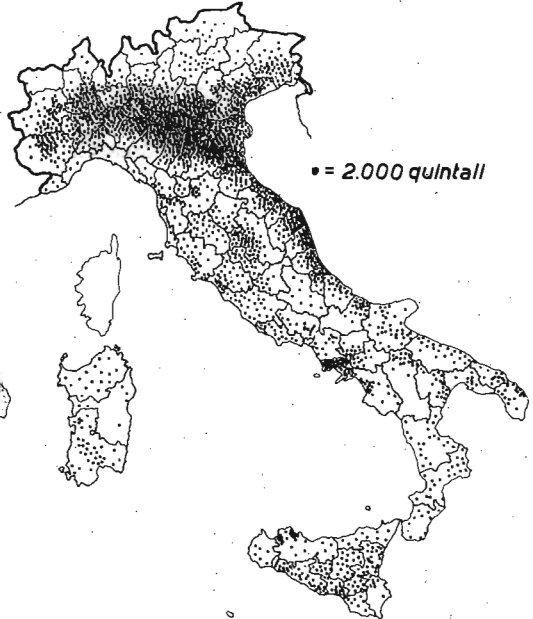 • = 2.000 quintali